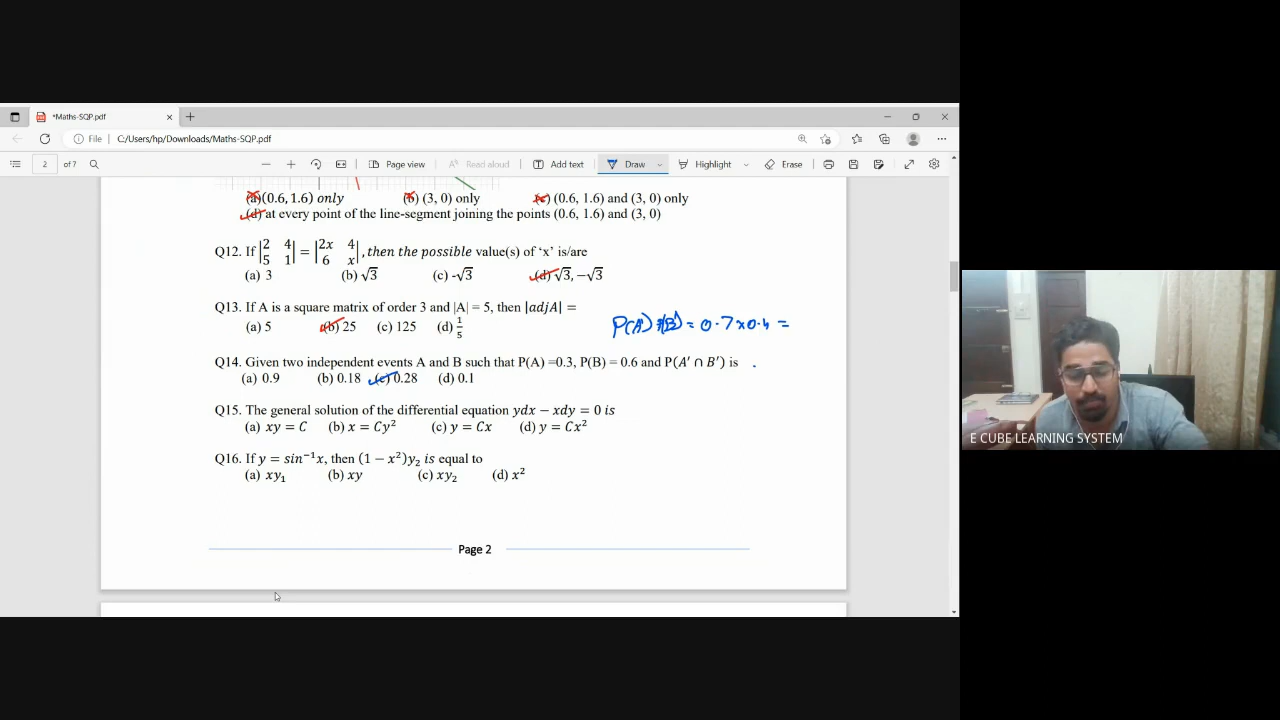 *Maths-SQP.pdf
File C:/Users/hp/Downloads/Maths-SQP.pdf
2 of 7 Page view Read aloud Add text Draw Highlight Erase
(a)(0.6, 1.6) only (b) (3, 0) only (c) (0.6, 1.6) and (3, 0) only
(d) at every point of the line-segment joining the points (0.6, 1.6) and (3, 0)
Q12. If |2 4| = |2x 4|, then the possible value(s) of ‘x’ is/are
|5 1| |6 x|
(a) 3 (b) √3 (c) -√3 (d) √3, −√3
Q13. If A is a square matrix of order 3 and |A| = 5, then |adjA| =
(a) 5 (b) 25 (c) 125 (d) 1/5
P(A') P(B') = 0.7 x 0.4 =
Q14. Given two independent events A and B such that P(A) =0.3, P(B) = 0.6 and P(A′ ∩ B′) is
(a) 0.9 (b) 0.18 (c) 0.28 (d) 0.1
Q15. The general solution of the differential equation ydx − xdy = 0 is
(a) xy = C (b) x = Cy² (c) y = Cx (d) y = Cx²
Q16. If y = sin⁻¹x, then (1 − x²)y₂ is equal to
(a) xy₁ (b) xy (c) xy₂ (d) x²
Page 2
E CUBE LEARNING SYSTEM